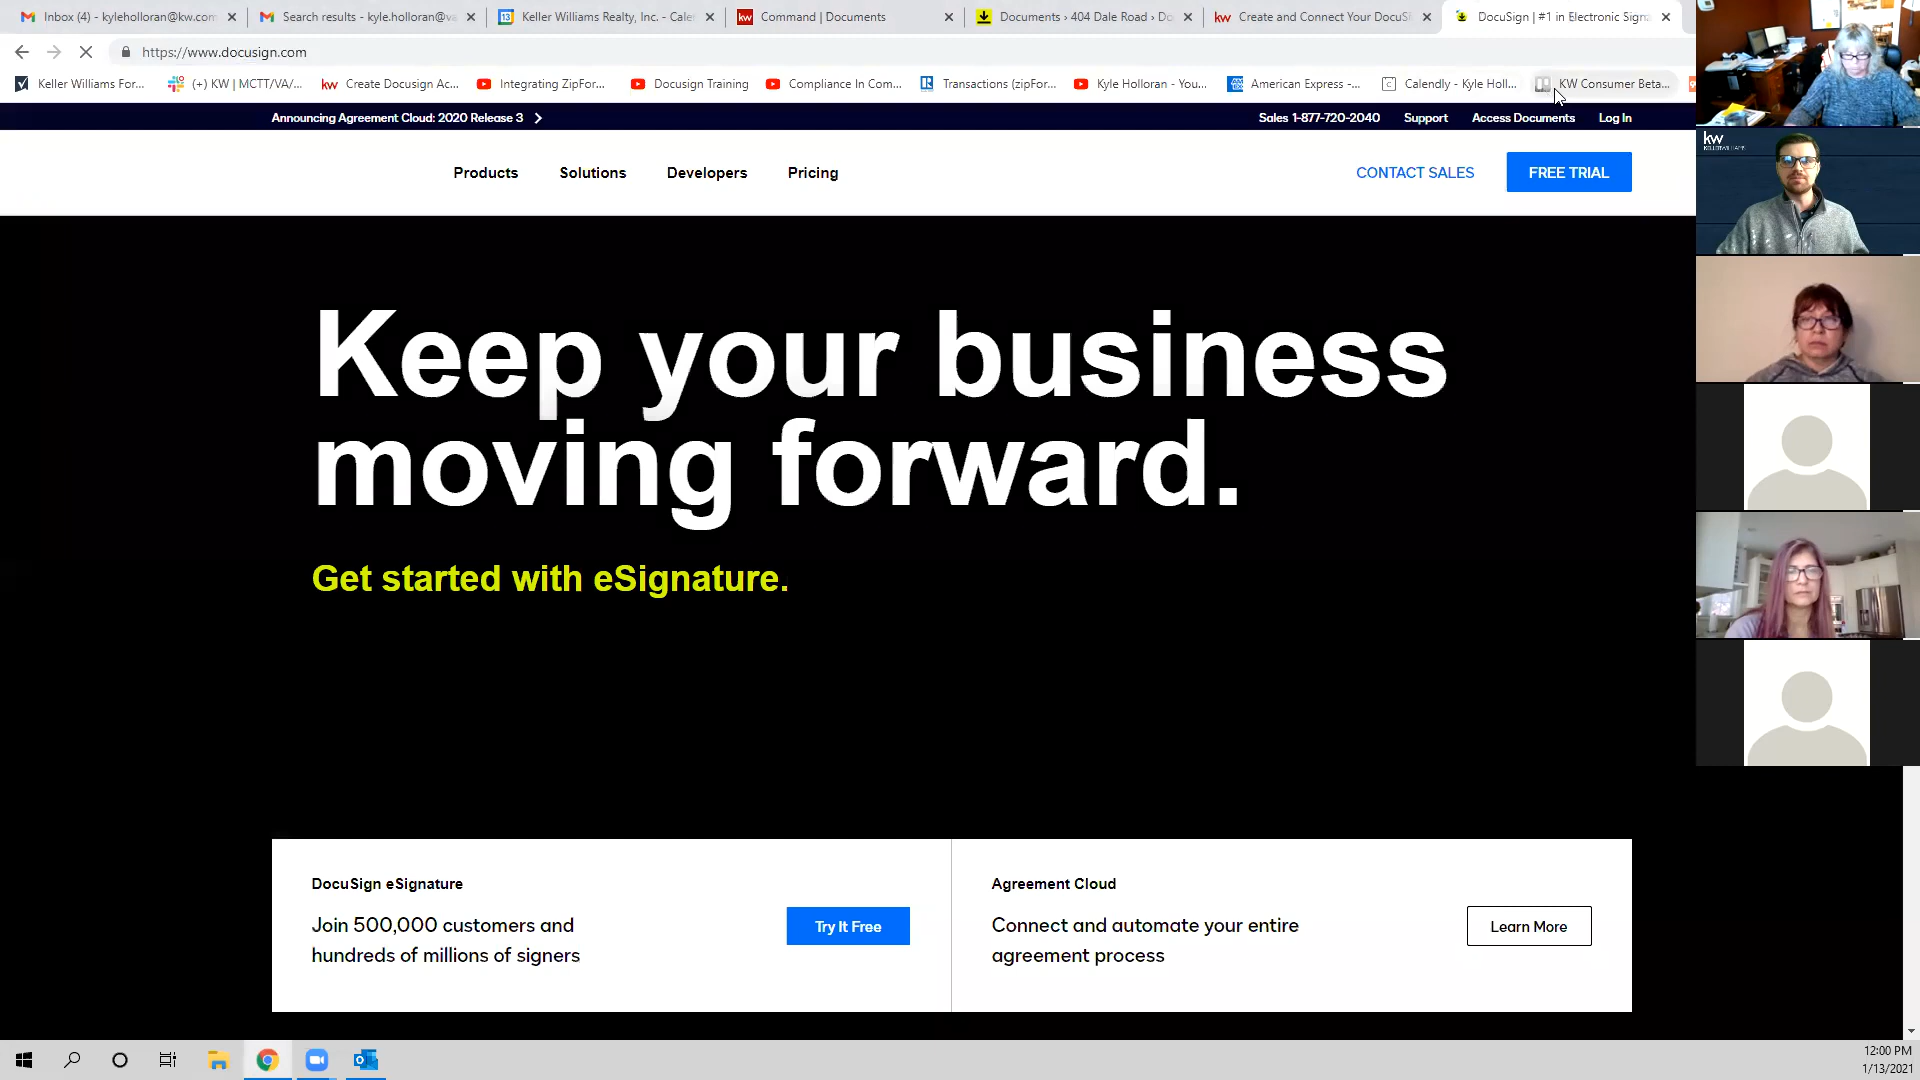 Inbox (4) - kyleholloran@kw.com
Search results - kyle.holloran@v
Keller Williams Realty, Inc. - Cale
Command | Documents
Documents › 404 Dale Road › Do
Create and Connect Your DocuSi
DocuSign | #1 in Electronic Signa
https://www.docusign.com
Keller Williams For...
(+) KW | MCTT/VA/...
Create Docusign Ac...
Integrating ZipFor...
Docusign Training
Compliance In Com...
Transactions (zipFor...
Kyle Holloran - You...
American Express -...
Calendly - Kyle Holl...
KW Consumer Beta...
Announcing Agreement Cloud: 2020 Release 3
Sales 1-877-720-2040
Support
Access Documents
Log In
kw
Products
Solutions
Developers
Pricing
CONTACT SALES
FREE TRIAL
Keep your business
moving forward.
Get started with eSignature.
DocuSign eSignature
Join 500,000 customers and
hundreds of millions of signers
Try It Free
Agreement Cloud
Connect and automate your entire
agreement process
Learn More
12:00 PM
1/13/2021